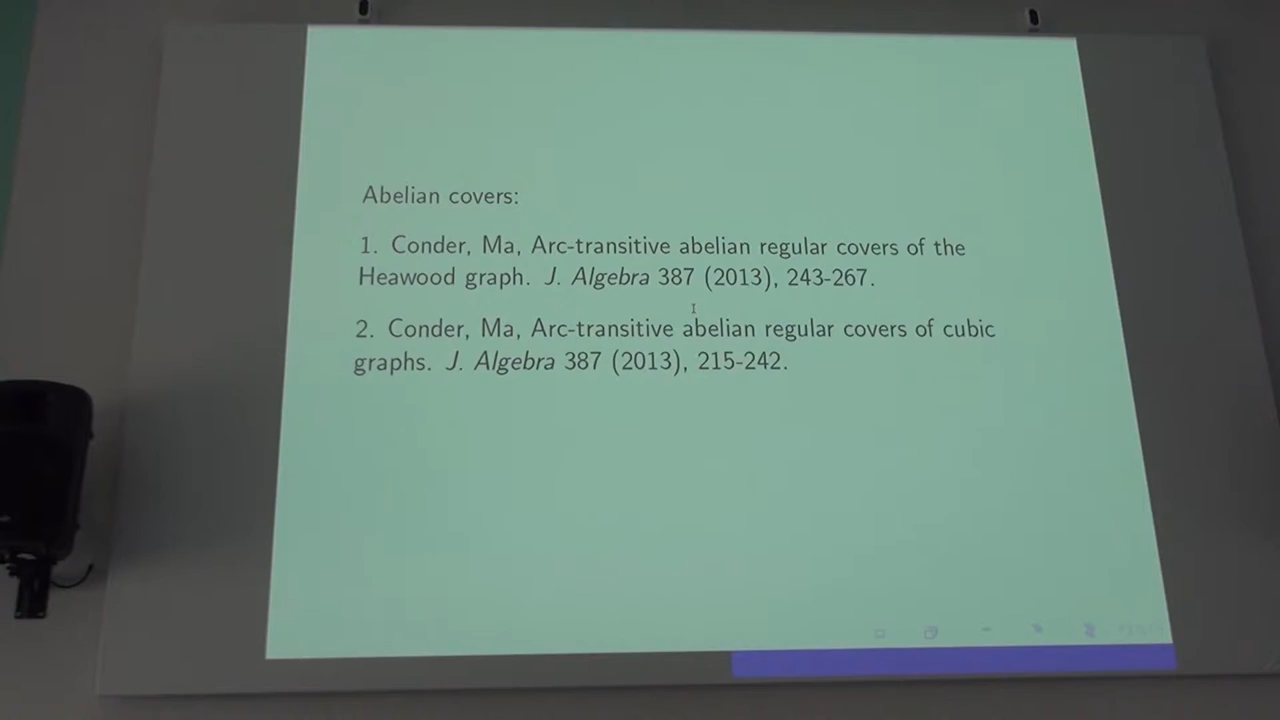 Abelian covers:
1. Conder, Ma, Arc-transitive abelian regular covers of the
Heawood graph. J. Algebra 387 (2013), 243-267.
2. Conder, Ma, Arc-transitive abelian regular covers of cubic
graphs. J. Algebra 387 (2013), 215-242.